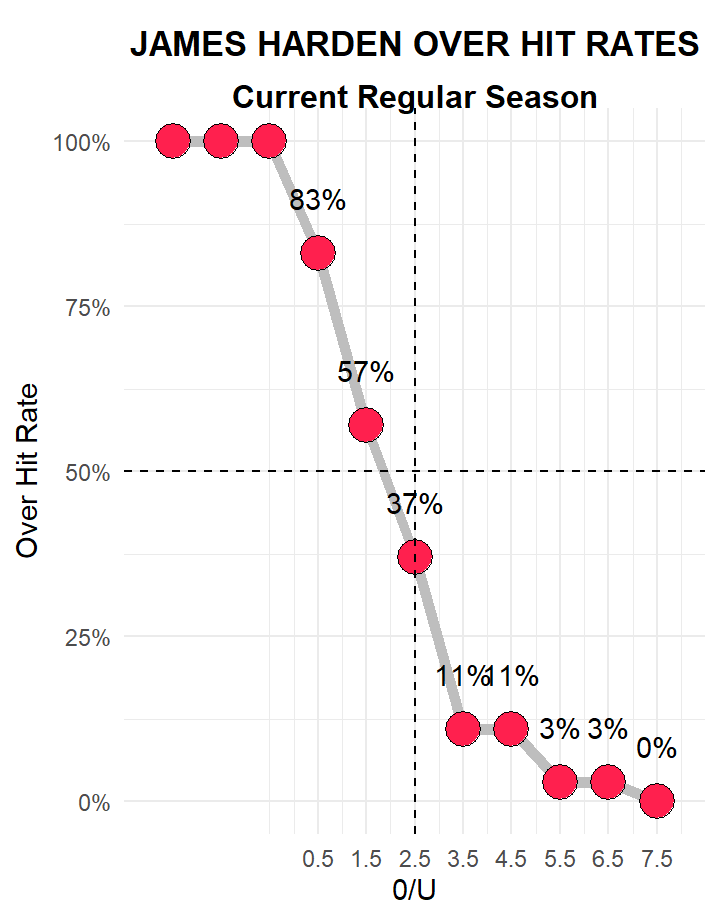 JAMES HARDEN OVER HIT RATES
Current Regular Season
100%
83%
75%
57%
Over Hit Rate
50%
37%
25%
11%
11%
3%
3%
0%
0%
0.5 1.5 2.5 3.5 4.5 5.5 6.5 7.5
0/U